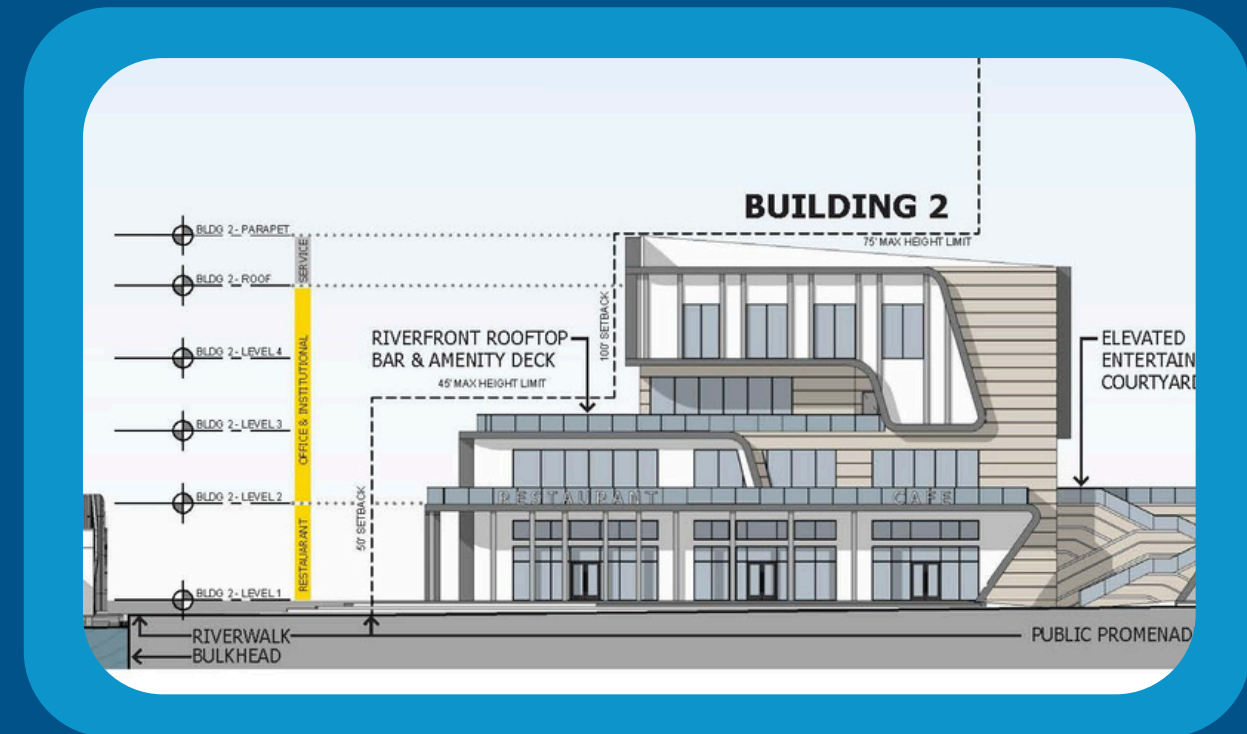 BUILDING 2
75' MAX HEIGHT LIMIT
BLDG 2- PARAPET
SERVICE
BLDG 2- ROOF
100' SETBACK
RIVERFRONT ROOFTOP
BAR & AMENITY DECK
45' MAX HEIGHT LIMIT
ELEVATED
ENTERTAIN
COURTYARD
BLDG 2- LEVEL 4
OFFICE & INSTITUTIONAL
BLDG 2- LEVEL 3
BLDG 2- LEVEL 2
RESTAURANT
CAFE
50' SETBACK
RESTAUARANT
BLDG 2- LEVEL 1
RIVERWALK
PUBLIC PROMENAD
BULKHEAD